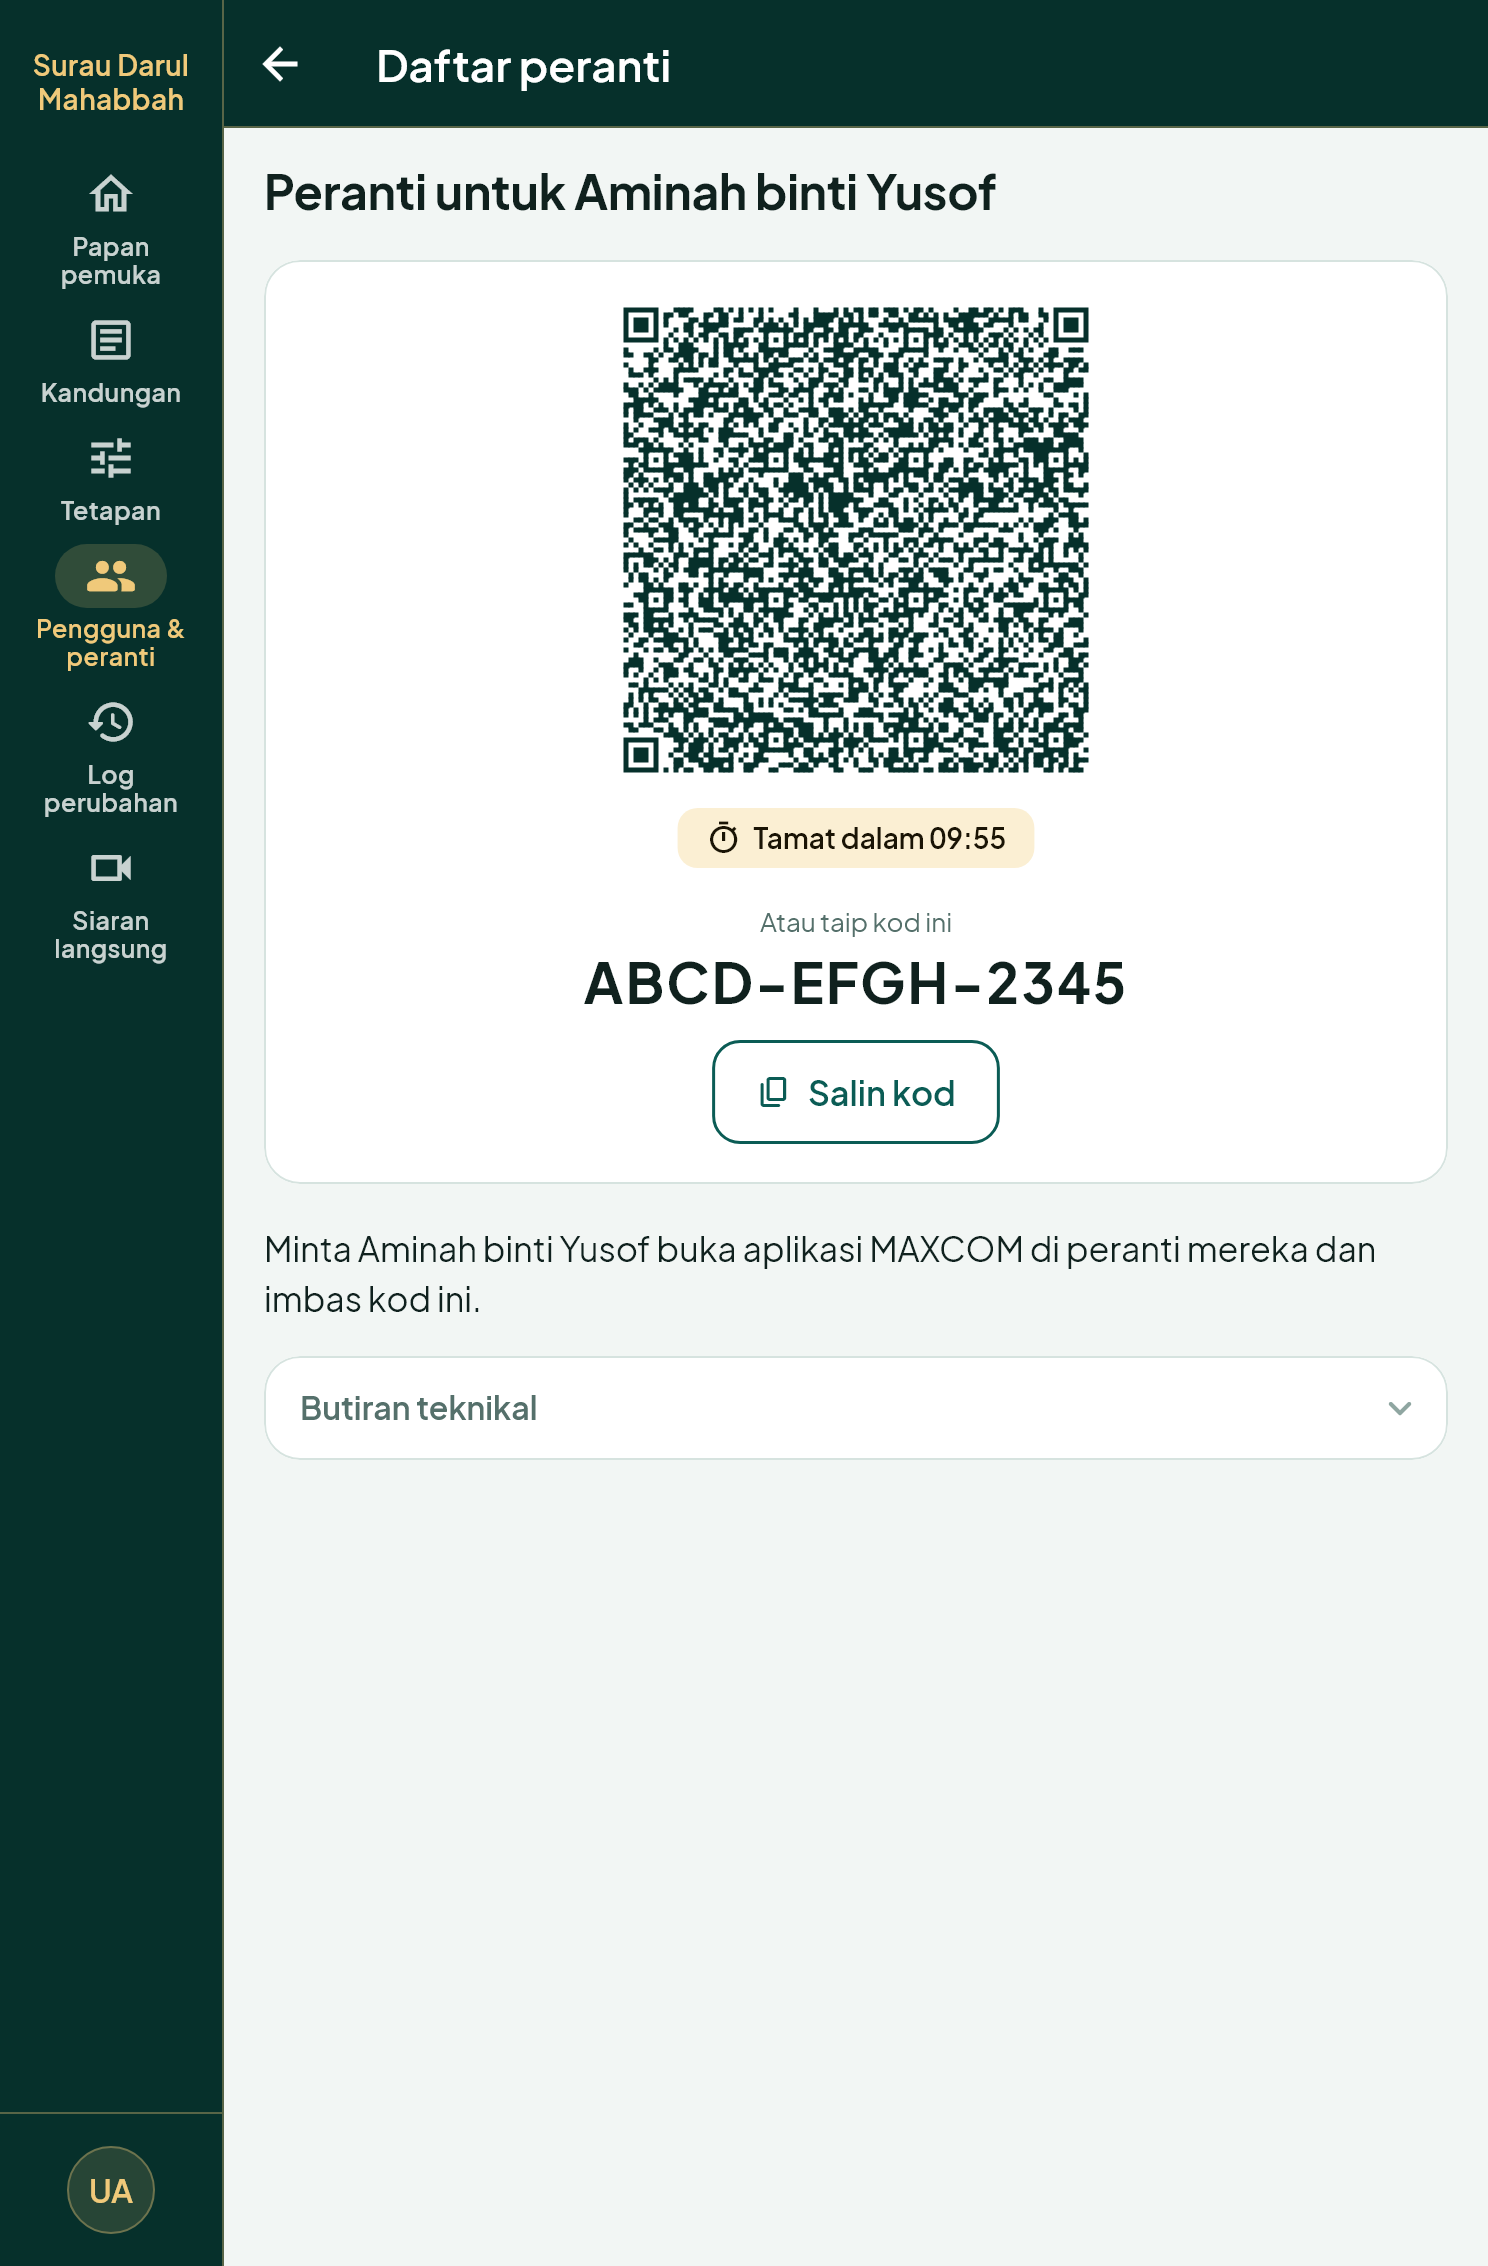 Surau Darul
Mahabbah
Papan
pemuka
Kandungan
Tetapan
Pengguna &
peranti
Log
perubahan
Siaran
langsung
UA
Daftar peranti
Peranti untuk Aminah binti Yusof
Tamat dalam 09:55
Atau taip kod ini
ABCD-EFGH-2345
Salin kod
Minta Aminah binti Yusof buka aplikasi MAXCOM di peranti mereka dan
imbas kod ini.
Butiran teknikal